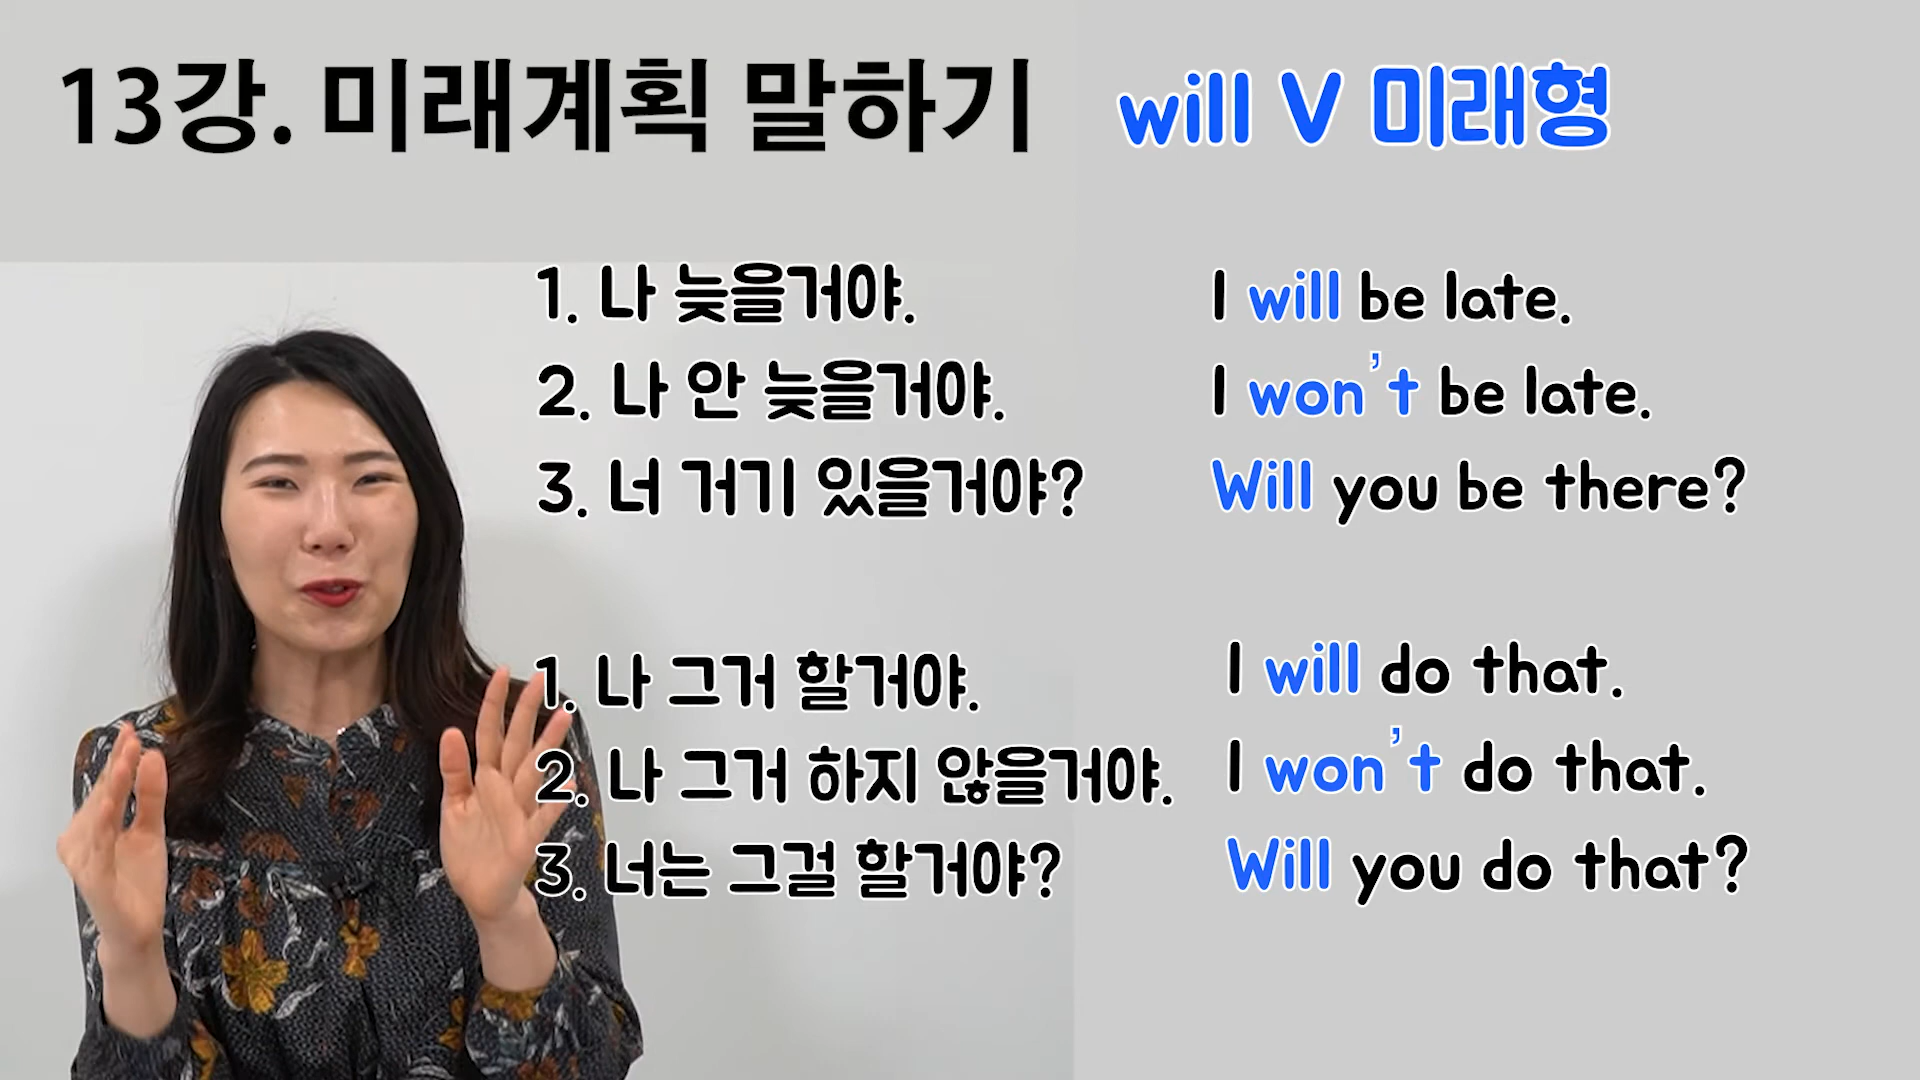 13강. 미래계획 말하기 will V 미래형
1. 나 늦을거야. I will be late.
2. 나 안 늦을거야. I won't be late.
3. 너 거기 있을거야? Will you be there?
1. 나 그거 할거야. I will do that.
2. 나 그거 하지 않을거야. I won't do that.
3. 너는 그걸 할거야? Will you do that?